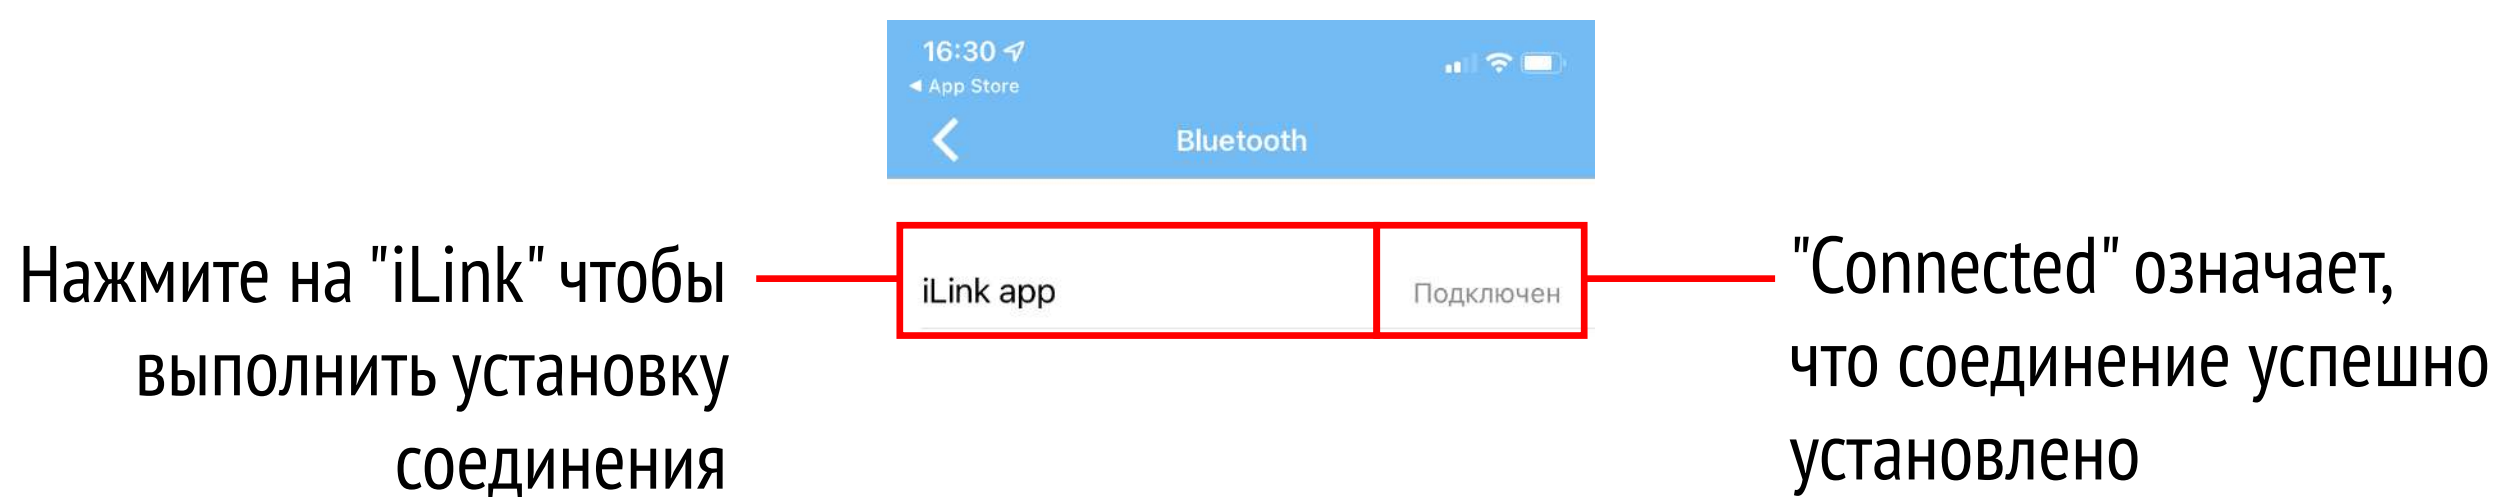 16:30
App Store
Bluetooth
Нажмите на "iLink" чтобы
выполнить установку
соединения
iLink app
Подключен
"Connected" означает,
что соединение успешно
установлено